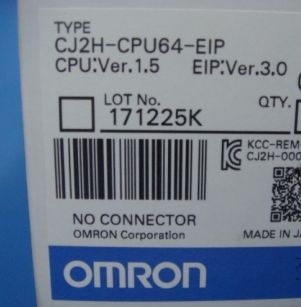 TYPE
CJ2H-CPU64-EIP
CPU:Ver.1.5 EIP:Ver.3.0
LOT No. QTY.
171225K
KCC-REM
CJ2H-000
NO CONNECTOR
OMRON Corporation MADE IN JA
OMRON